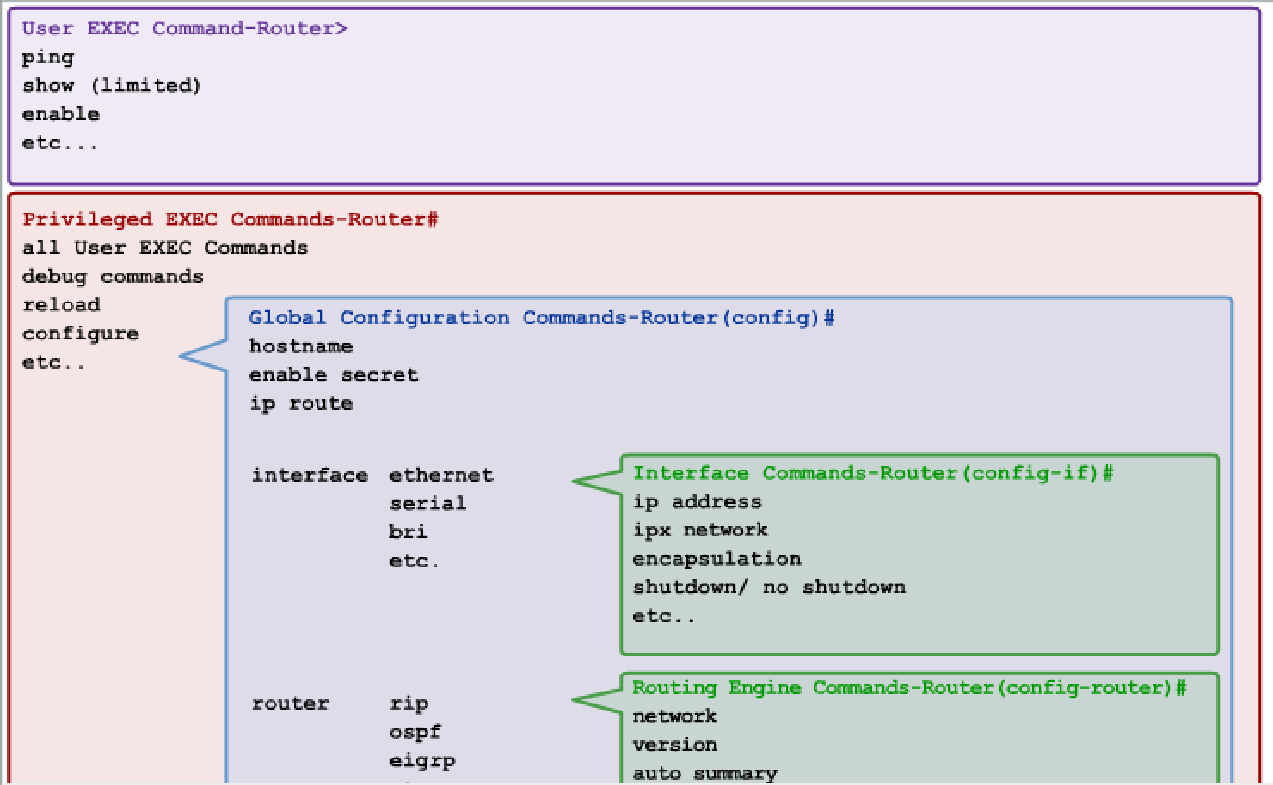 User EXEC Command-Router>
ping
show (limited)
enable
etc...
Privileged EXEC Commands-Router#
all User EXEC Commands
debug commands
reload
configure
etc..
Global Configuration Commands-Router(config)#
hostname
enable secret
ip route
interface ethernet
serial
bri
etc.
Interface Commands-Router(config-if)#
ip address
ipx network
encapsulation
shutdown/ no shutdown
etc..
router rip
ospf
eigrp
Routing Engine Commands-Router(config-router)#
network
version
auto summary